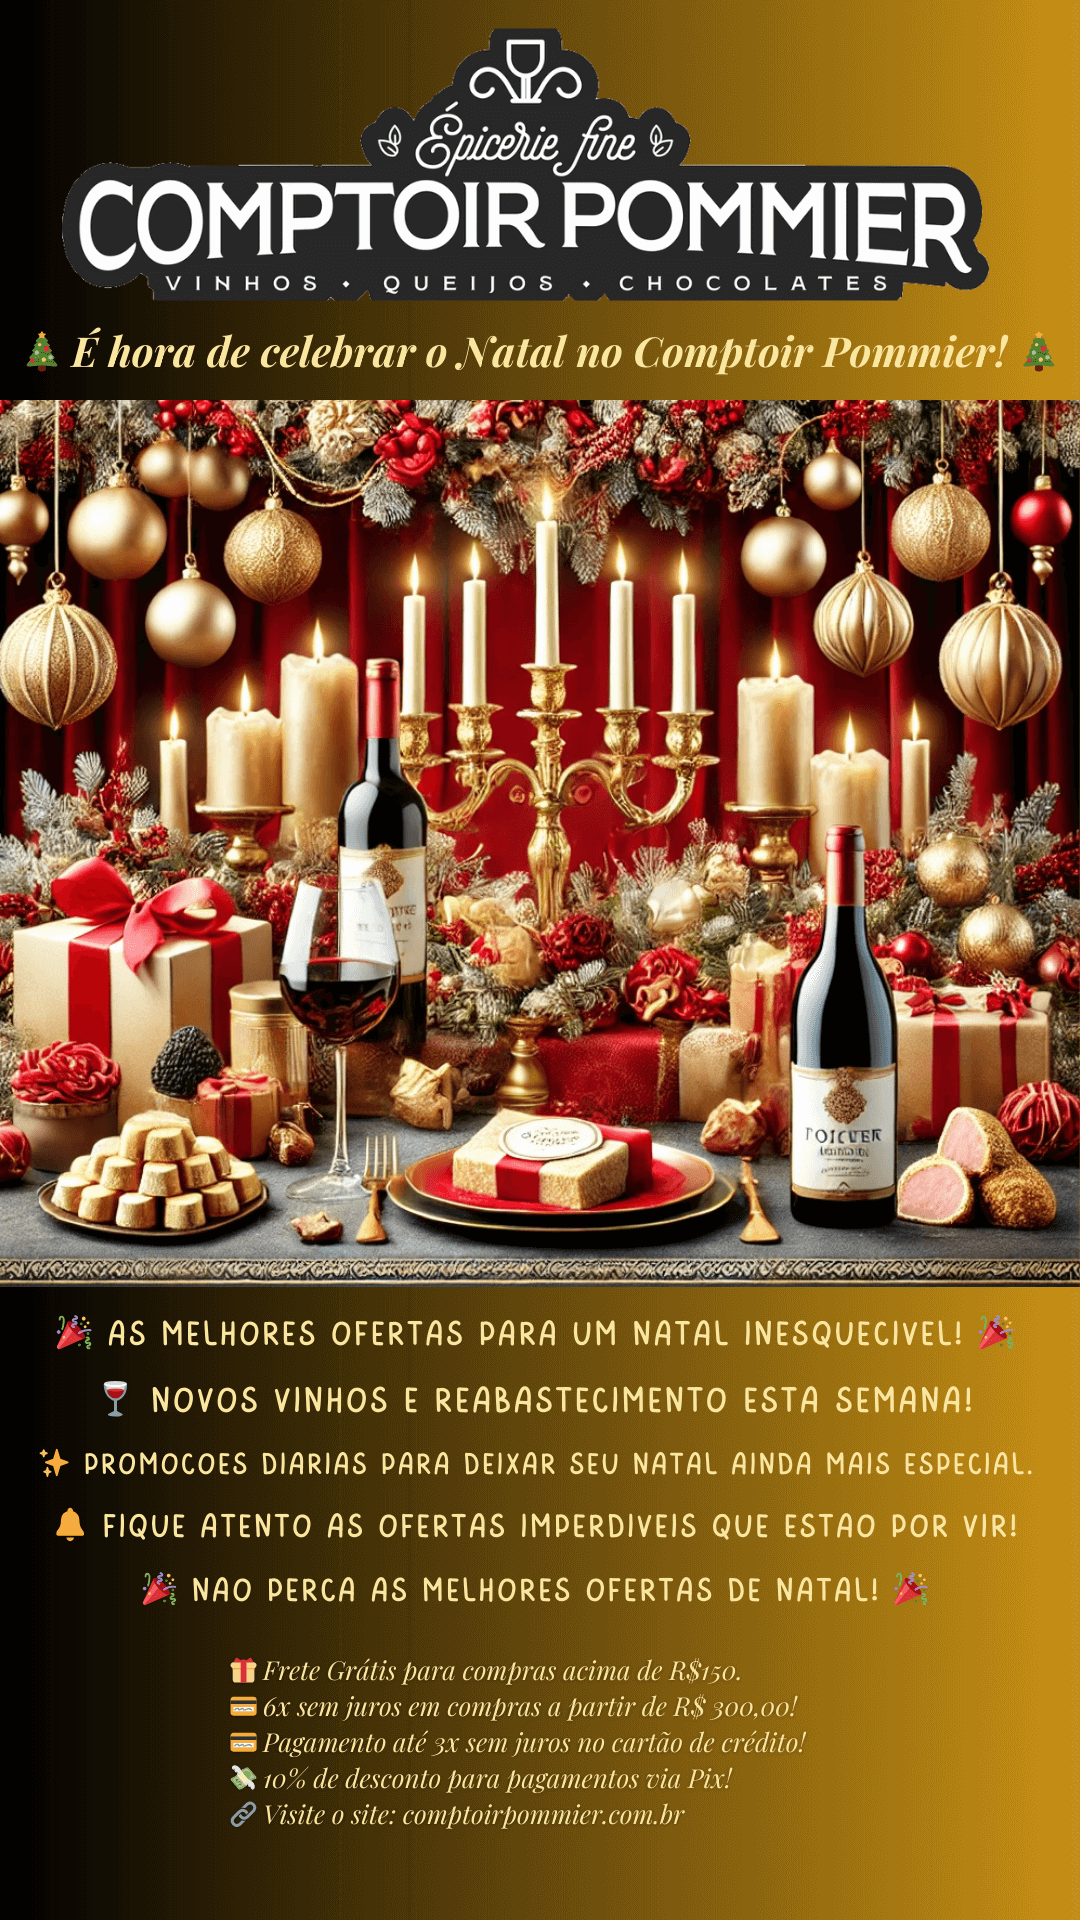 Épicerie fine
COMPTOIR POMMIER
VINHOS • QUEIJOS • CHOCOLATES
🎄 É hora de celebrar o Natal no Comptoir Pommier! 🎄
POICVER
🎉 AS MELHORES OFERTAS PARA UM NATAL INESQUECIVEL! 🎉
🍷 NOVOS VINHOS E REABASTECIMENTO ESTA SEMANA!
✨ PROMOCOES DIARIAS PARA DEIXAR SEU NATAL AINDA MAIS ESPECIAL.
🔔 FIQUE ATENTO AS OFERTAS IMPERDIVEIS QUE ESTAO POR VIR!
🎉 NAO PERCA AS MELHORES OFERTAS DE NATAL! 🎉
🎁 Frete Grátis para compras acima de R$150.
💳 6x sem juros em compras a partir de R$ 300,00!
💳 Pagamento até 3x sem juros no cartão de crédito!
💸 10% de desconto para pagamentos via Pix!
🔗 Visite o site: comptoirpommier.com.br